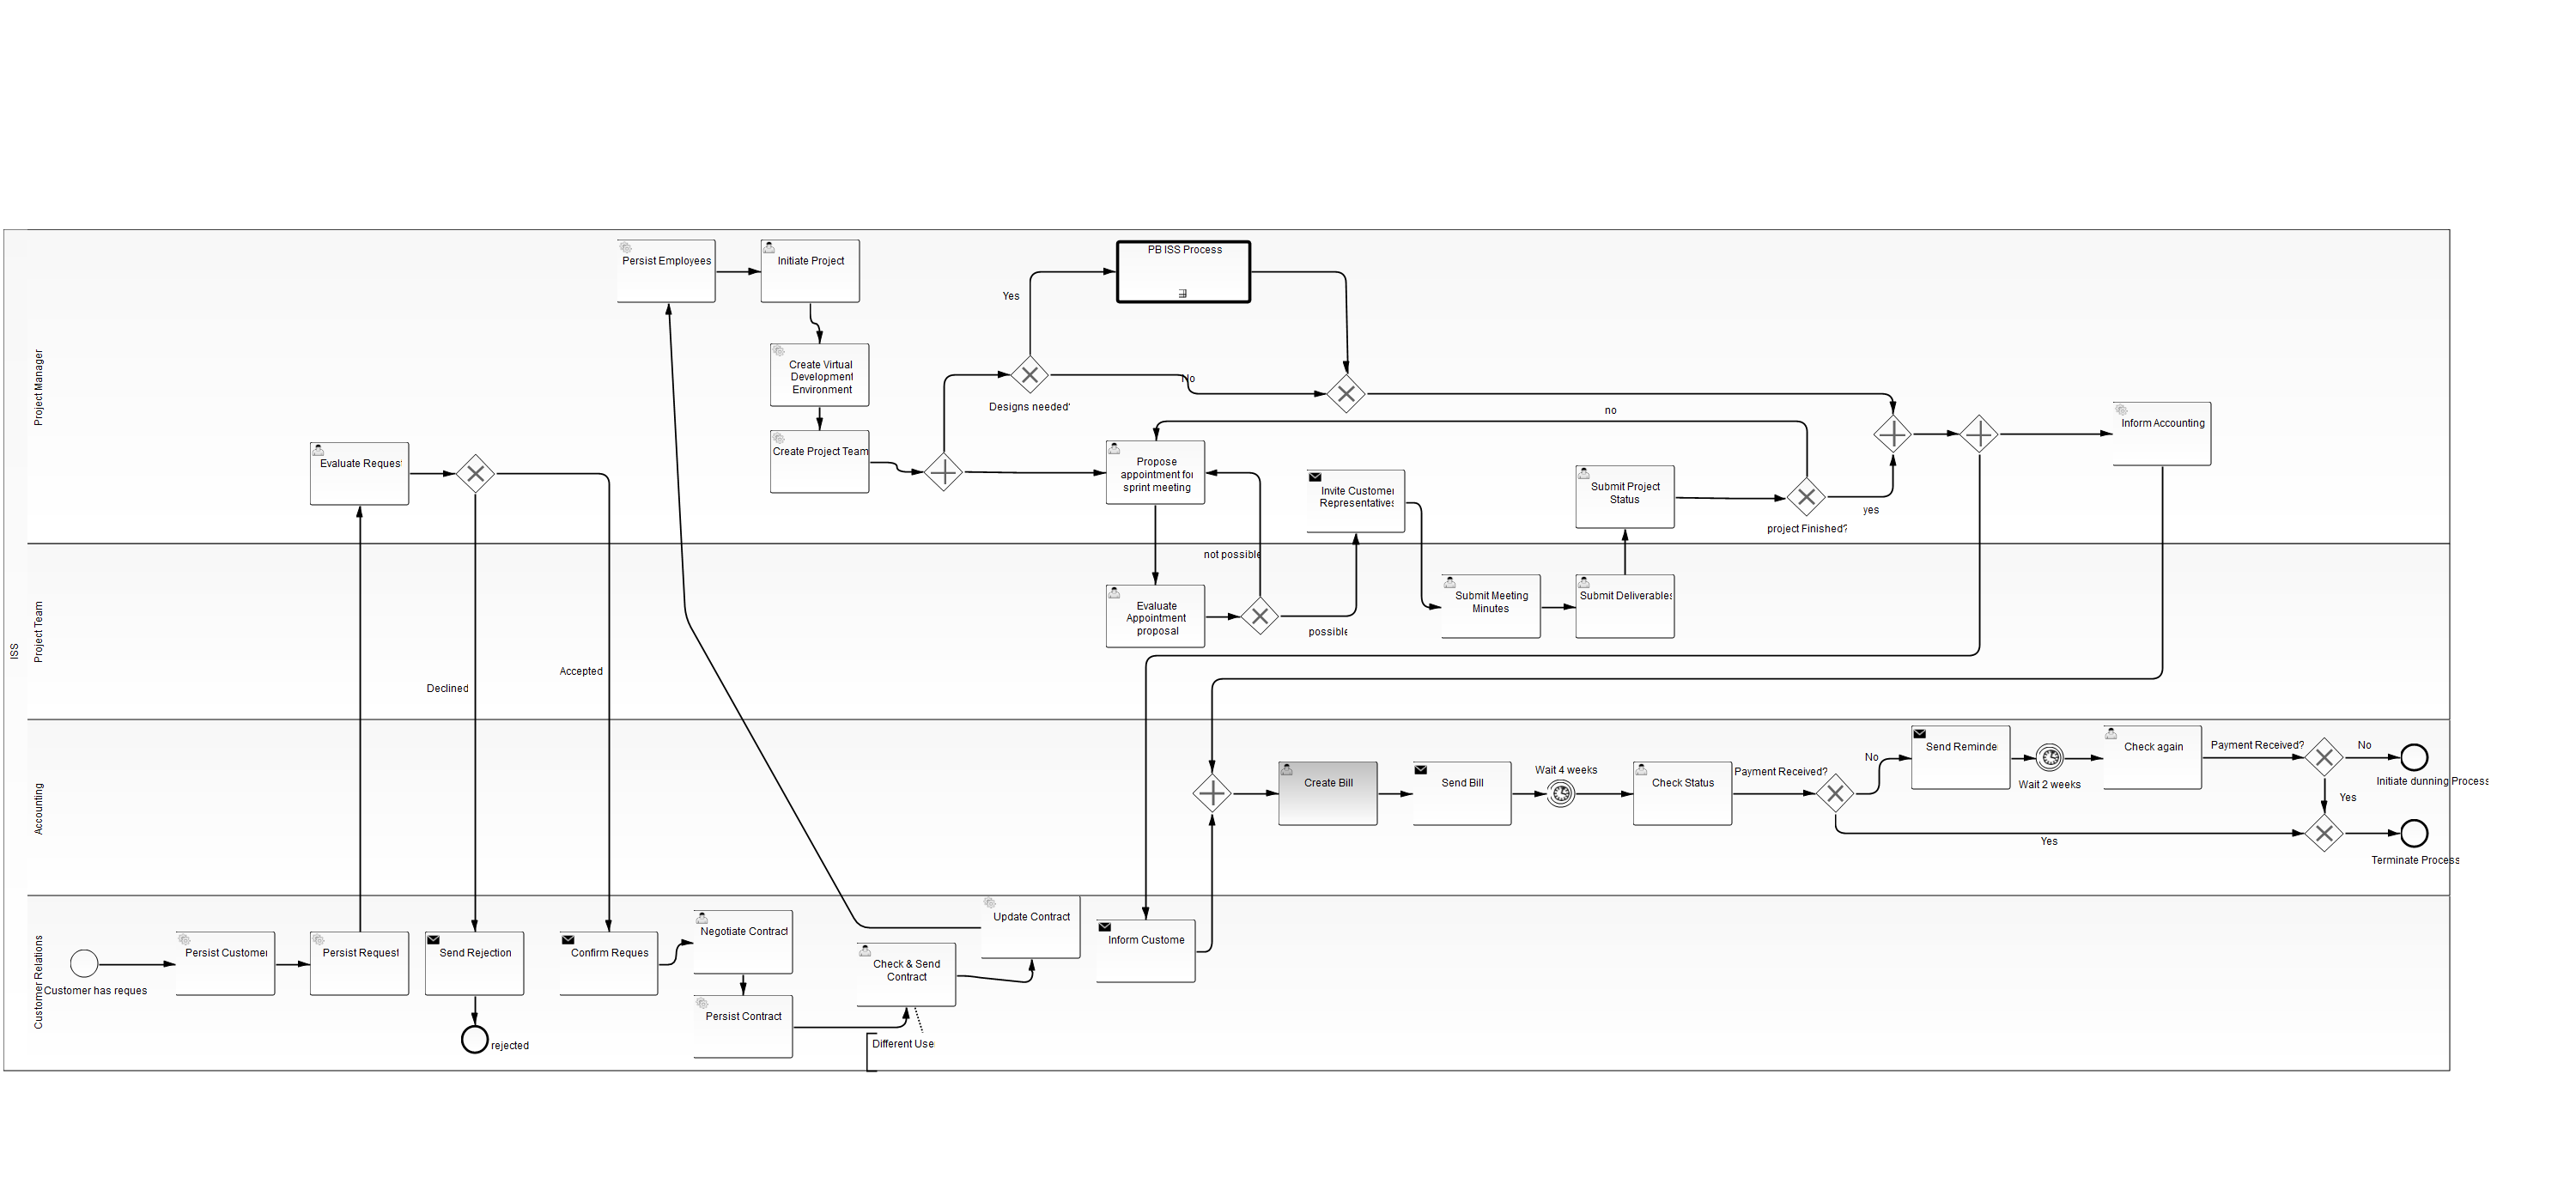 ISS
Project Manager
Project Team
Accounting
Customer Relations
Persist Employees
Initiate Project
PB ISS Process
Yes
Create Virtual
Development
Environment
No
Designs needed?
no
Inform Accounting
Evaluate Request
Create Project Team
Propose
appointment for
sprint meeting
Invite Customer
Representatives
Submit Project
Status
yes
project Finished?
not possible
Evaluate
Appointment
proposal
possible
Submit Meeting
Minutes
Submit Deliverables
Accepted
Declined
Create Bill
Send Bill
Wait 4 weeks
Check Status
Payment Received?
No
Send Reminde
Wait 2 weeks
Check again
Payment Received?
No
Initiate dunning Process
Yes
Yes
Terminate Process
Customer has reques
Persist Customer
Persist Request
Send Rejection
rejected
Confirm Reques
Negotiate Contract
Persist Contract
Check & Send
Contract
Different Use
Update Contract
Inform Custome